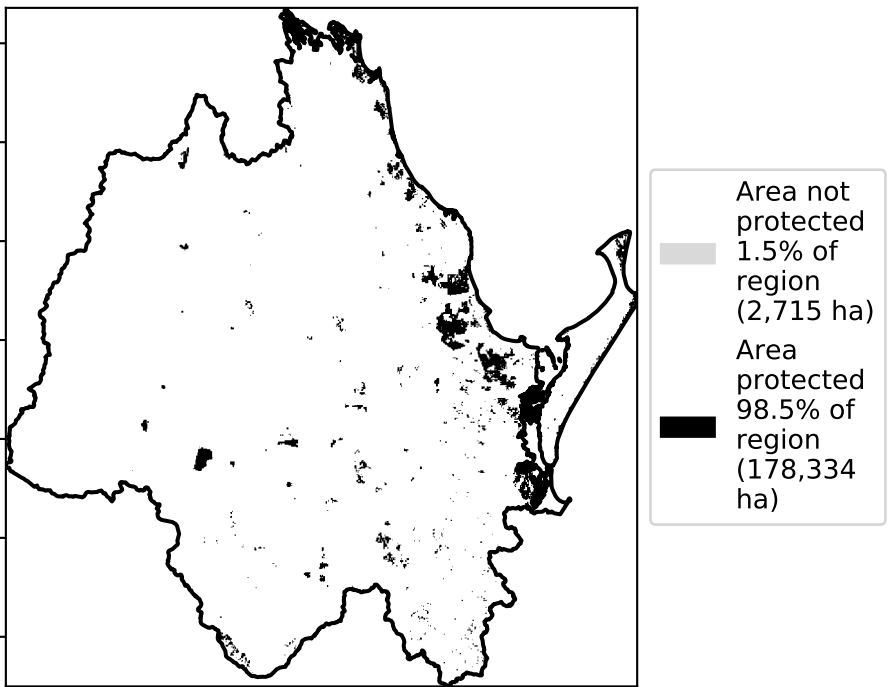 Area not
protected
1.5% of
region
(2,715 ha)
Area
protected
98.5% of
region
(178,334
ha)